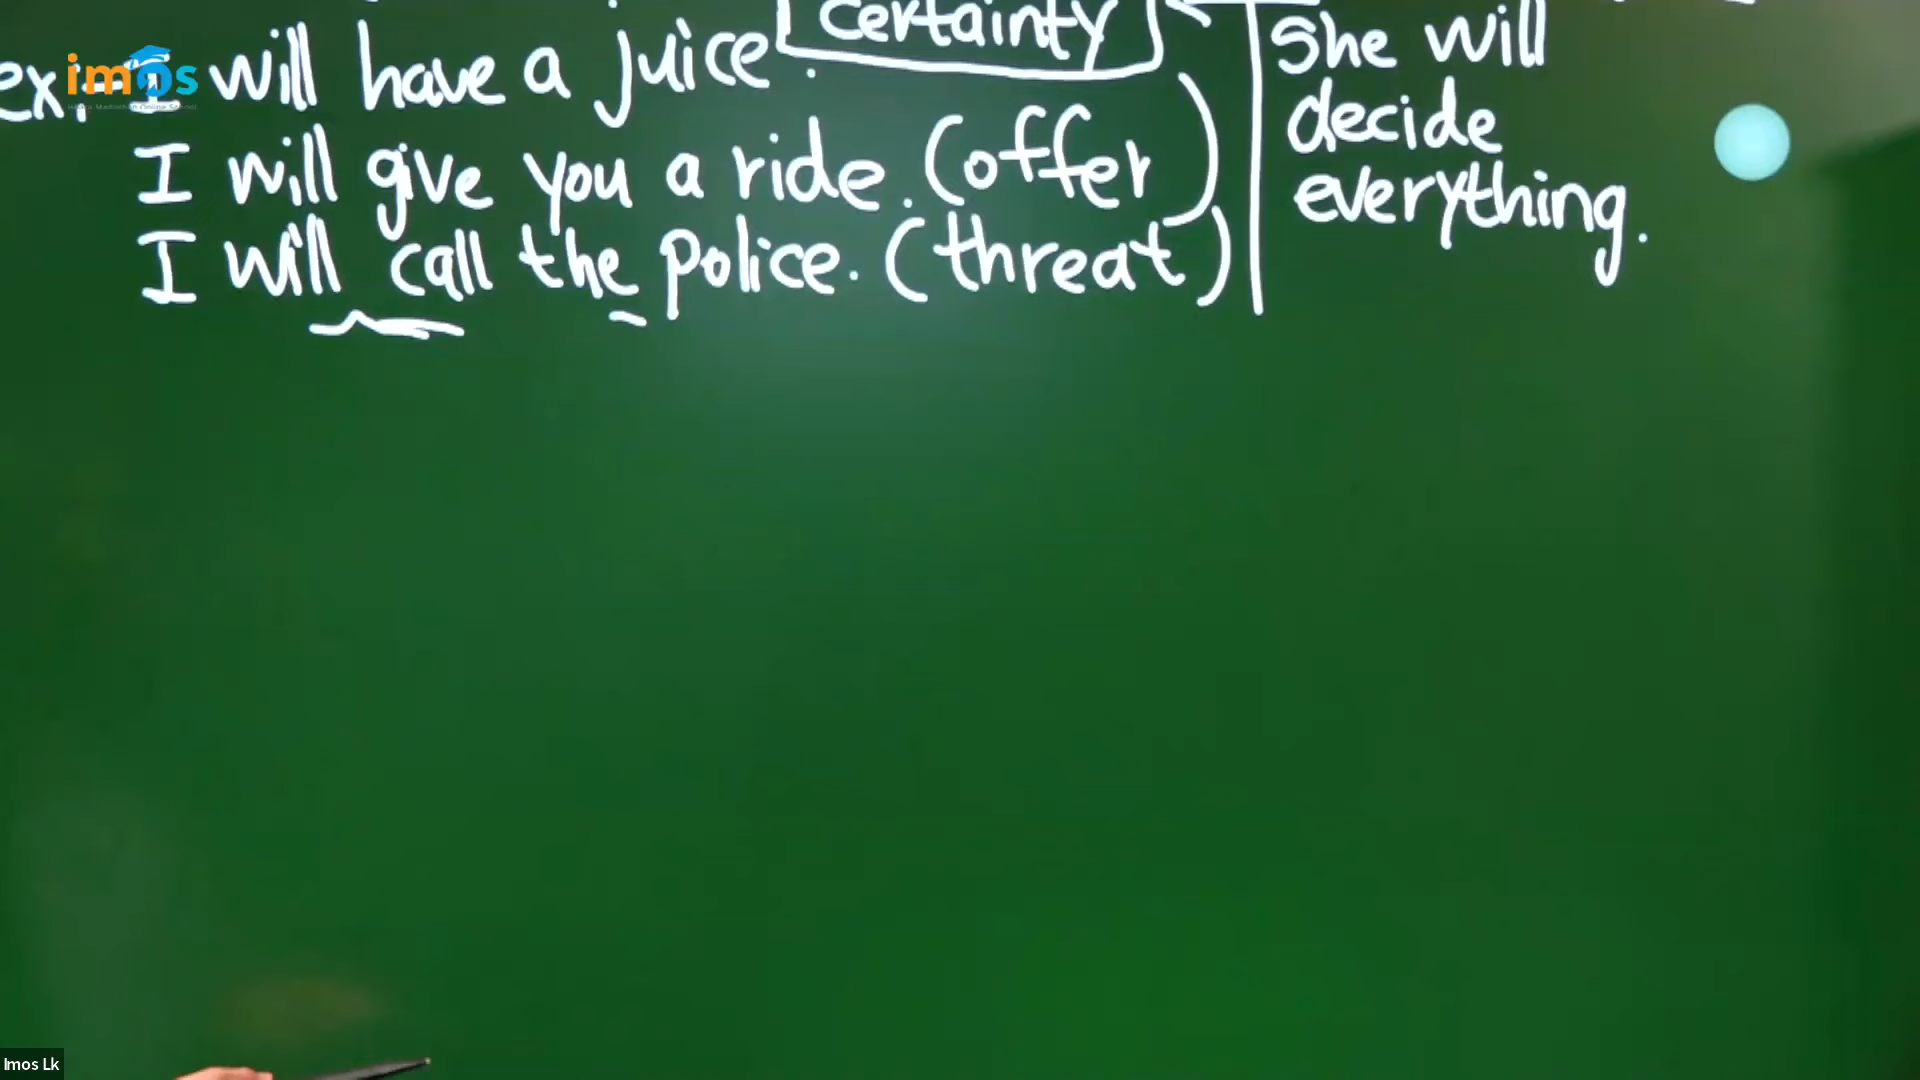 certainty
ex:- I will have a juice.
I will give you a ride. (offer)
I will call the police. (threat)
She will
decide
everything.
imos
Imos Lk